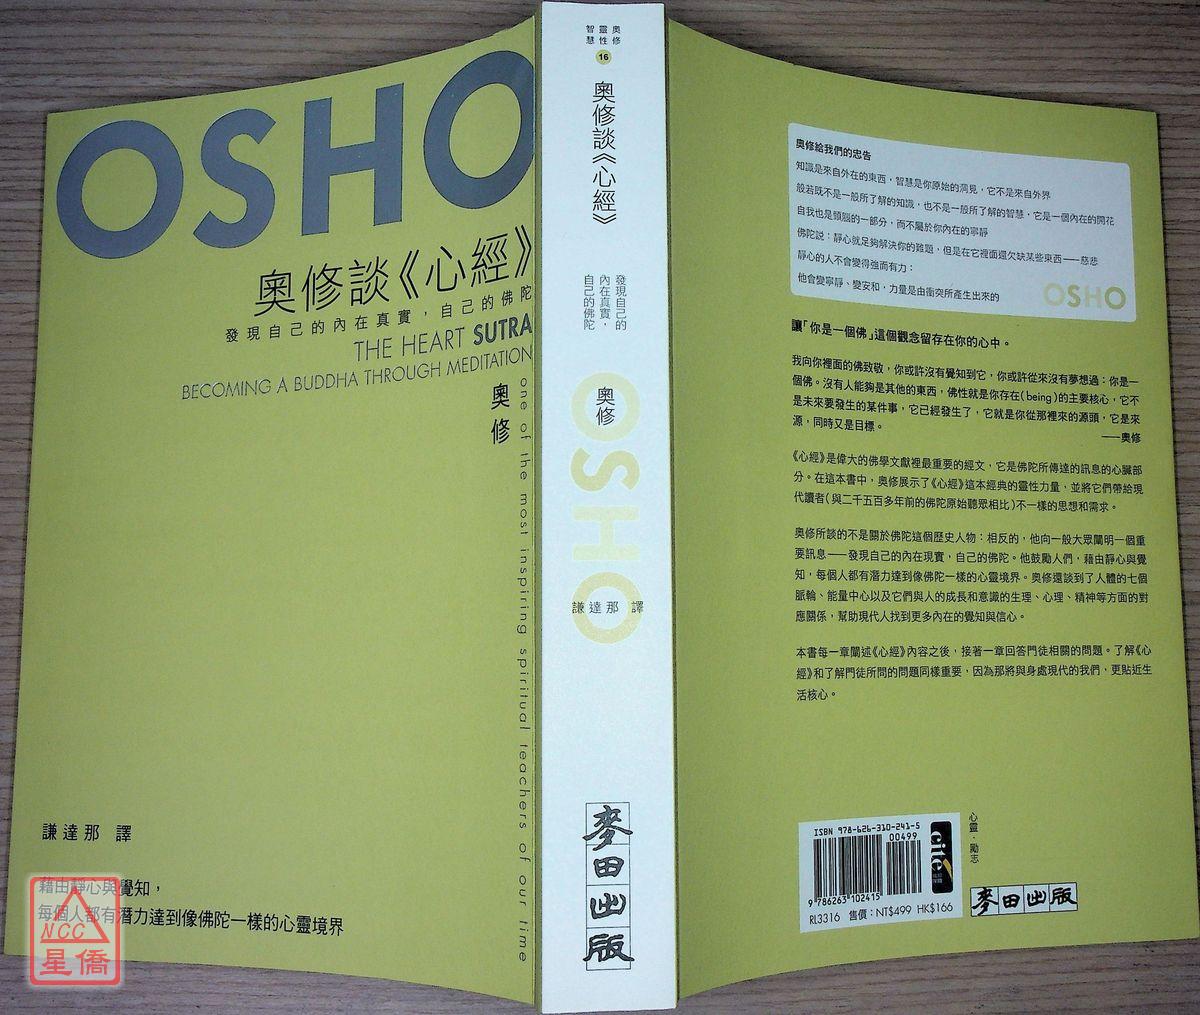 OSHO
奧修談《心經》
發現自己的內在真實，自己的佛陀
THE HEART SUTRA
BECOMING A BUDDHA THROUGH MEDITATION
奧修
one of the most inspiring spiritual teachers of our time
謙達那 譯
藉由靜心與覺知，
每個人都有潛力達到像佛陀一樣的心靈境界
NCC
星僑
奧修
靈性
智慧
16
奧修談《心經》
發現自己的
內在真實，
自己的佛陀
奧修
OSHO
謙達那 譯
麥田出版
奧修給我們的忠告
知識是來自外在的東西，智慧是你原始的洞見，它不是來自外界
般若既不是一般所了解的知識，也不是一般所了解的智慧，它是一個內在的開花
自我也是頭腦的一部分，而不屬於你內在的寧靜
佛陀說：靜心就足夠解決你的難題，但是在它裡面還欠缺某些東西——慈悲
靜心的人不會變得強而有力：
他會變寧靜、變安和，力量是由衝突所產生出來的
OSHO
讓「你是一個佛」這個觀念留存在你的心中。
我向你裡面的佛致敬，你或許沒有覺知到它，你或許從來沒有夢想過：你是一
個佛。沒有人能夠是其他的東西，佛性就是你存在(being)的主要核心，它不
是未來要發生的某件事，它已經發生了，它就是你從那裡來的源頭，它是來
源，同時又是目標。
——奧修
《心經》是偉大的佛學文獻裡最重要的經文，它是佛陀所傳達的訊息的心臟部
分。在這本書中，奧修展示了《心經》這本經典的靈性力量，並將它們帶給現
代讀者(與二千五百多年前的佛陀原始聽眾相比)不一樣的思想和需求。
奧修所談的不是關於佛陀這個歷史人物：相反的，他向一般大眾闡明一個重
要訊息——發現自己的內在現實，自己的佛陀。他鼓勵人們，藉由靜心與覺
知，每個人都有潛力達到像佛陀一樣的心靈境界。奧修還談到了人體的七個
脈輪、能量中心以及它們與人的成長和意識的生理、心理、精神等方面的對
應關係，幫助現代人找到更多內在的覺知與信心。
本書每一章闡述《心經》內容之後，接著一章回答門徒相關的問題。了解《心
經》和了解門徒所問的問題同樣重要，因為那將與身處現代的我們，更貼近生
活核心。
ISBN 978-626-310-241-5
00499
9 786263 102415
RL3316 售價：NT$499 HK$166
cite
心靈·勵志
麥田出版